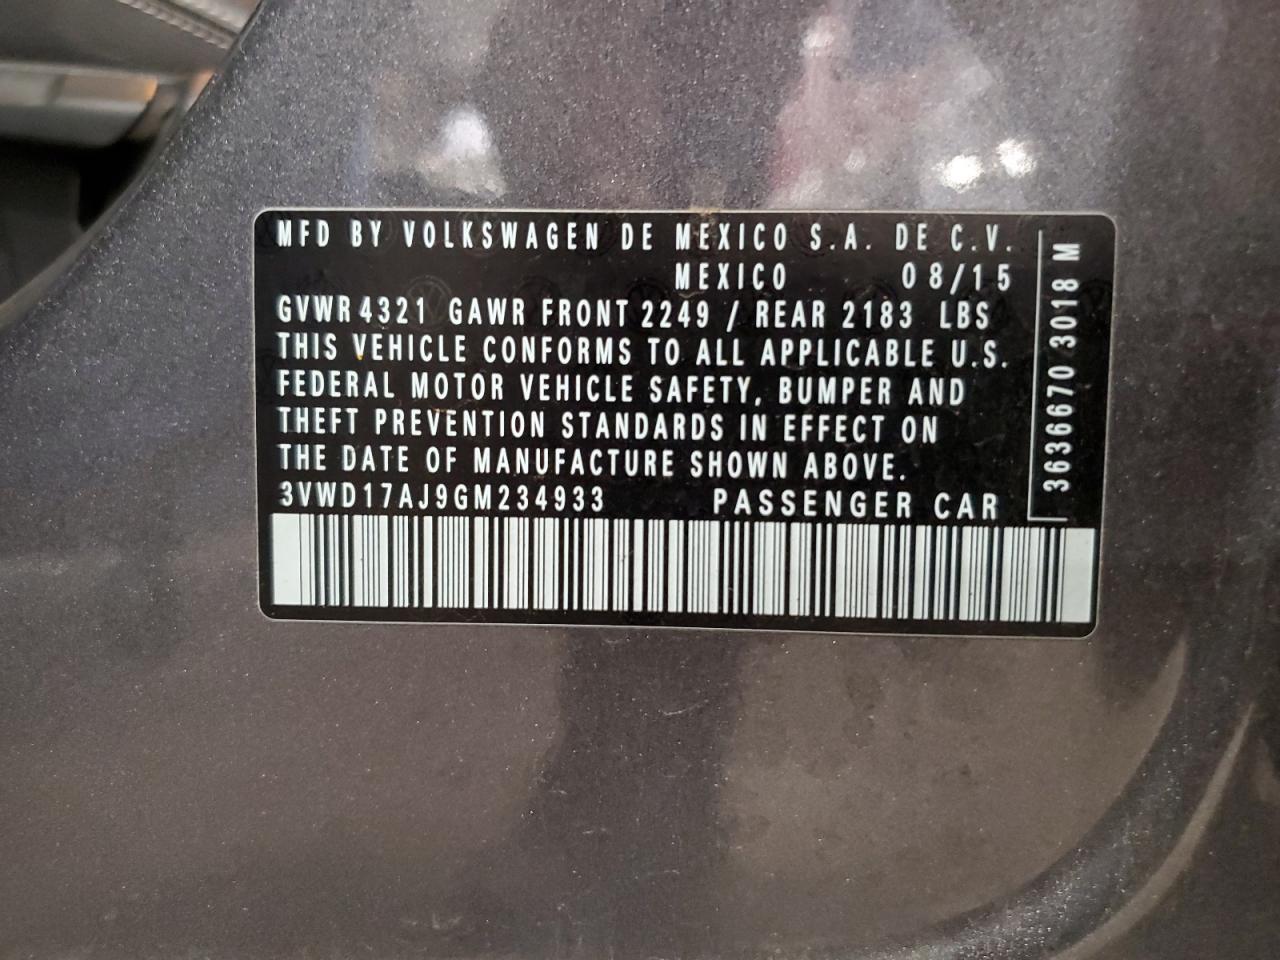 MFD BY VOLKSWAGEN DE MEXICO S.A. DE C.V.
MEXICO 08/15
GVWR 4321 GAWR FRONT 2249 / REAR 2183 LBS
THIS VEHICLE CONFORMS TO ALL APPLICABLE U.S.
FEDERAL MOTOR VEHICLE SAFETY, BUMPER AND
THEFT PREVENTION STANDARDS IN EFFECT ON
THE DATE OF MANUFACTURE SHOWN ABOVE.
3VWD17AJ9GM234933 PASSENGER CAR
3636670 3018 M